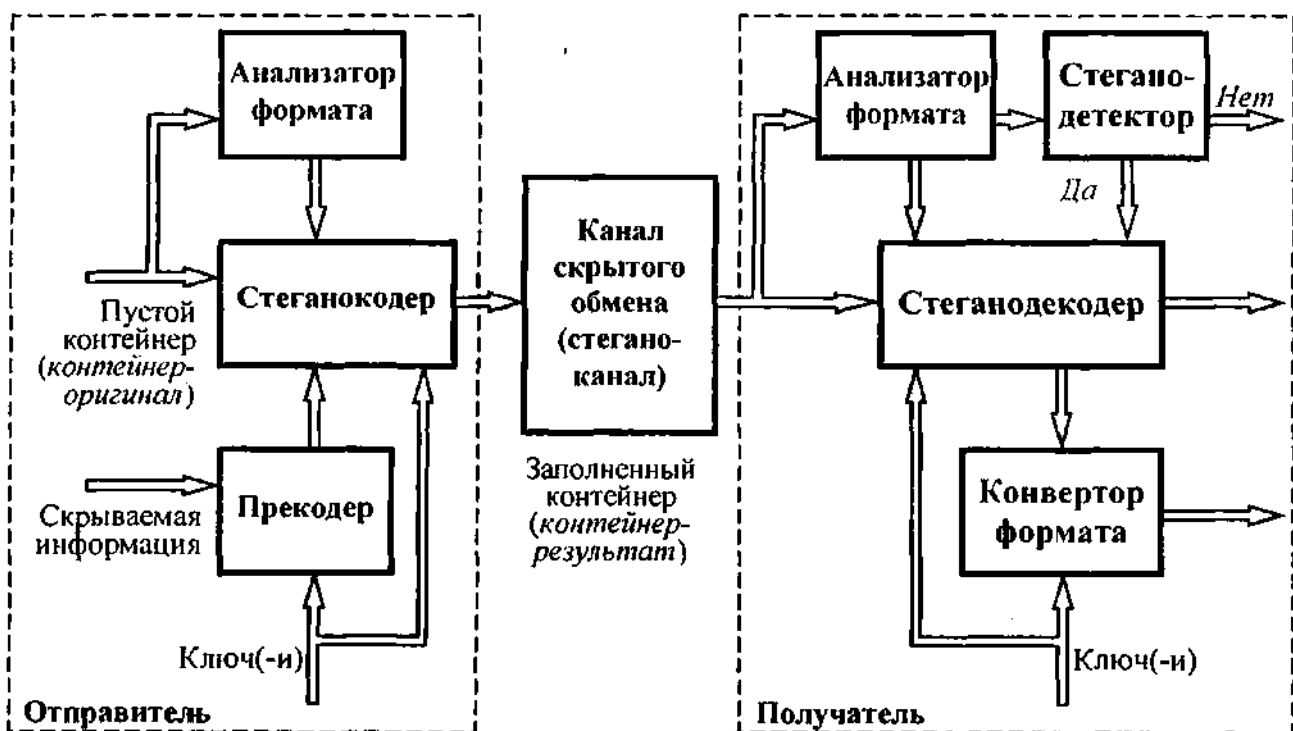 Анализатор
формата
Стеганокодер
Пустой
контейнер
(контейнер-
оригинал)
Прекодер
Скрываемая
информация
Ключ(-и)
Отправитель
Канал
скрытого
обмена
(стегано-
канал)
Заполненный
контейнер
(контейнер-
результат)
Анализатор
формата
Стегано-
детектор
Нет
Да
Стеганодекодер
Конвертор
формата
Ключ(-и)
Получатель